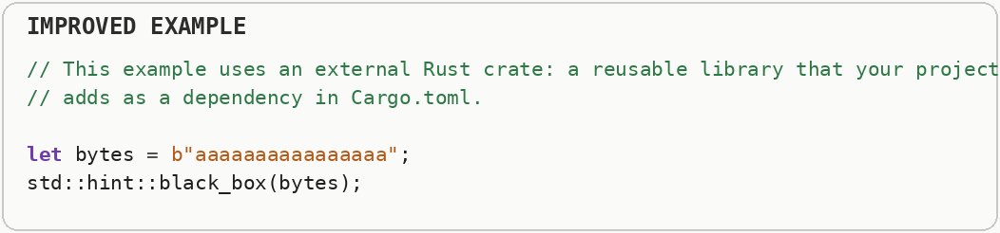 IMPROVED EXAMPLE
// This example uses an external Rust crate: a reusable library that your project
// adds as a dependency in Cargo.toml.
let bytes = b"aaaaaaaaaaaaaaaa";
std::hint::black_box(bytes);